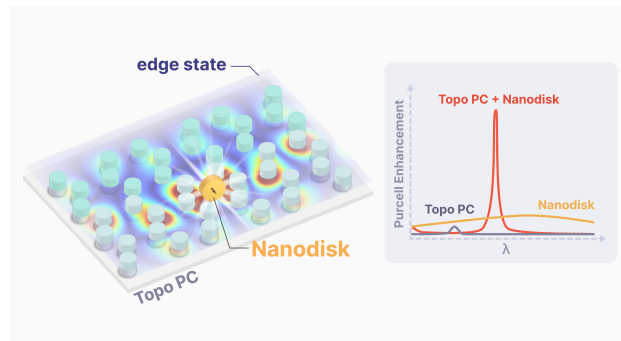 edge state
Nanodisk
Topo PC
Topo PC + Nanodisk
Purcell Enhancement
Topo PC
Nanodisk
λ